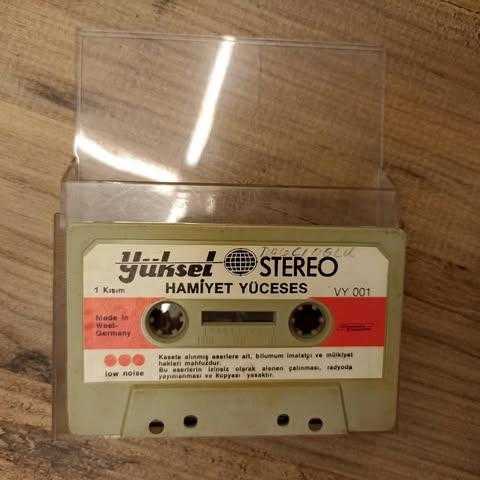 yüksel STEREO
HAMİYET YÜCESES
1 Kısım
VY 001
Made in
West-
Germany
low noise
Kasete alınmış eserlere ait, bilumum imalatçı ve mülkiyet
hakları mahfuzdur.
Bu eserlerin izinsiz olarak alenen çalınması, radyoda
yayınlanması ve kopyası yasaktır.